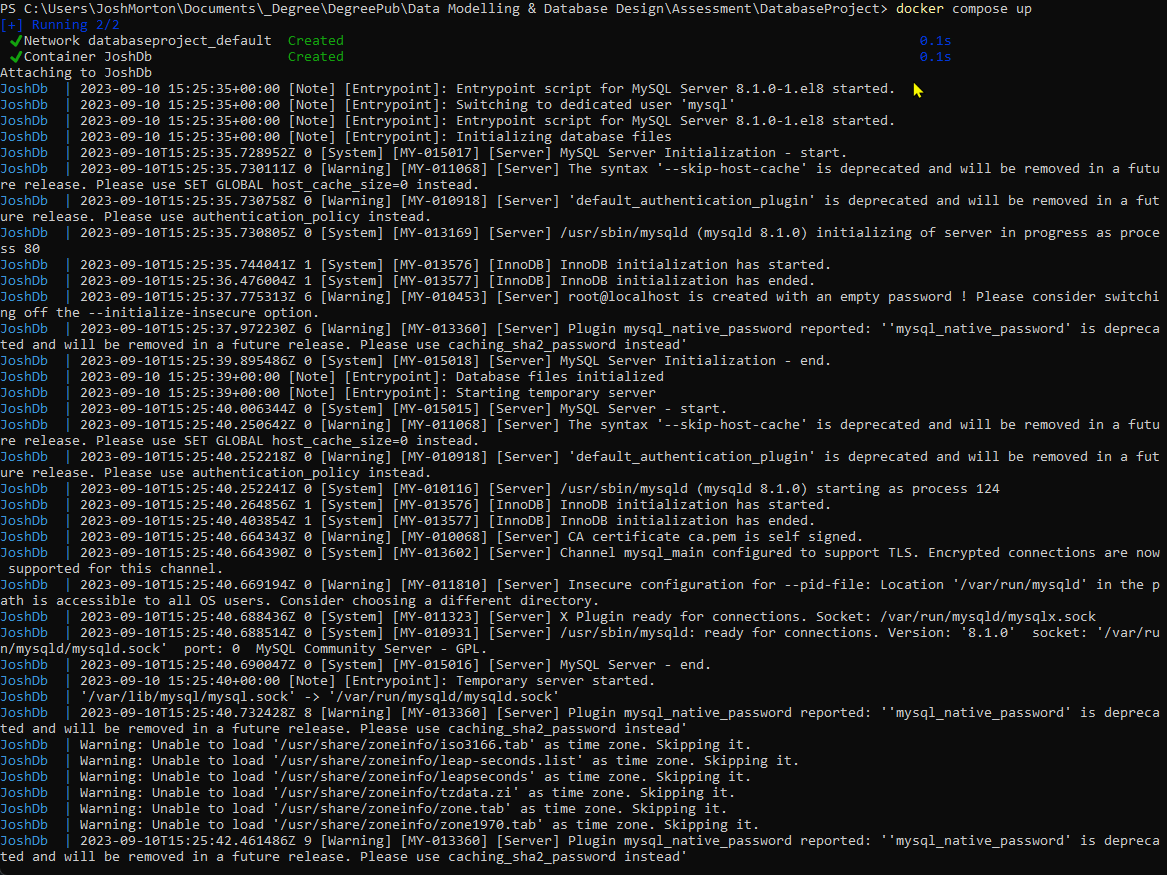 PS C:\Users\JoshMorton\Documents\_Degree\DegreePub\Data Modelling & Database Design\Assessment\DatabaseProject> docker compose up
[+] Running 2/2
✔Network databaseproject_default  Created 0.1s
✔Container JoshDb                 Created 0.1s
Attaching to JoshDb
JoshDb  | 2023-09-10 15:25:35+00:00 [Note] [Entrypoint]: Entrypoint script for MySQL Server 8.1.0-1.el8 started.
JoshDb  | 2023-09-10 15:25:35+00:00 [Note] [Entrypoint]: Switching to dedicated user 'mysql'
JoshDb  | 2023-09-10 15:25:35+00:00 [Note] [Entrypoint]: Entrypoint script for MySQL Server 8.1.0-1.el8 started.
JoshDb  | 2023-09-10 15:25:35+00:00 [Note] [Entrypoint]: Initializing database files
JoshDb  | 2023-09-10T15:25:35.728952Z 0 [System] [MY-015017] [Server] MySQL Server Initialization - start.
JoshDb  | 2023-09-10T15:25:35.730111Z 0 [Warning] [MY-011068] [Server] The syntax '--skip-host-cache' is deprecated and will be removed in a futu
re release. Please use SET GLOBAL host_cache_size=0 instead.
JoshDb  | 2023-09-10T15:25:35.730758Z 0 [Warning] [MY-010918] [Server] 'default_authentication_plugin' is deprecated and will be removed in a fut
ure release. Please use authentication_policy instead.
JoshDb  | 2023-09-10T15:25:35.730805Z 0 [System] [MY-013169] [Server] /usr/sbin/mysqld (mysqld 8.1.0) initializing of server in progress as proce
ss 80
JoshDb  | 2023-09-10T15:25:35.744041Z 1 [System] [MY-013576] [InnoDB] InnoDB initialization has started.
JoshDb  | 2023-09-10T15:25:36.476004Z 1 [System] [MY-013577] [InnoDB] InnoDB initialization has ended.
JoshDb  | 2023-09-10T15:25:37.775313Z 6 [Warning] [MY-010453] [Server] root@localhost is created with an empty password ! Please consider switchi
ng off the --initialize-insecure option.
JoshDb  | 2023-09-10T15:25:37.972230Z 6 [Warning] [MY-013360] [Server] Plugin mysql_native_password reported: ''mysql_native_password' is depreca
ted and will be removed in a future release. Please use caching_sha2_password instead'
JoshDb  | 2023-09-10T15:25:39.895486Z 0 [System] [MY-015018] [Server] MySQL Server Initialization - end.
JoshDb  | 2023-09-10 15:25:39+00:00 [Note] [Entrypoint]: Database files initialized
JoshDb  | 2023-09-10 15:25:39+00:00 [Note] [Entrypoint]: Starting temporary server
JoshDb  | 2023-09-10T15:25:40.006344Z 0 [System] [MY-015015] [Server] MySQL Server - start.
JoshDb  | 2023-09-10T15:25:40.250642Z 0 [Warning] [MY-011068] [Server] The syntax '--skip-host-cache' is deprecated and will be removed in a futu
re release. Please use SET GLOBAL host_cache_size=0 instead.
JoshDb  | 2023-09-10T15:25:40.252218Z 0 [Warning] [MY-010918] [Server] 'default_authentication_plugin' is deprecated and will be removed in a fut
ure release. Please use authentication_policy instead.
JoshDb  | 2023-09-10T15:25:40.252241Z 0 [System] [MY-010116] [Server] /usr/sbin/mysqld (mysqld 8.1.0) starting as process 124
JoshDb  | 2023-09-10T15:25:40.264856Z 1 [System] [MY-013576] [InnoDB] InnoDB initialization has started.
JoshDb  | 2023-09-10T15:25:40.403854Z 1 [System] [MY-013577] [InnoDB] InnoDB initialization has ended.
JoshDb  | 2023-09-10T15:25:40.664343Z 0 [Warning] [MY-010068] [Server] CA certificate ca.pem is self signed.
JoshDb  | 2023-09-10T15:25:40.664390Z 0 [System] [MY-013602] [Server] Channel mysql_main configured to support TLS. Encrypted connections are now
 supported for this channel.
JoshDb  | 2023-09-10T15:25:40.669194Z 0 [Warning] [MY-011810] [Server] Insecure configuration for --pid-file: Location '/var/run/mysqld' in the p
ath is accessible to all OS users. Consider choosing a different directory.
JoshDb  | 2023-09-10T15:25:40.688436Z 0 [System] [MY-011323] [Server] X Plugin ready for connections. Socket: /var/run/mysqld/mysqlx.sock
JoshDb  | 2023-09-10T15:25:40.688514Z 0 [System] [MY-010931] [Server] /usr/sbin/mysqld: ready for connections. Version: '8.1.0'  socket: '/var/ru
n/mysqld/mysqld.sock'  port: 0  MySQL Community Server - GPL.
JoshDb  | 2023-09-10T15:25:40.690047Z 0 [System] [MY-015016] [Server] MySQL Server - end.
JoshDb  | 2023-09-10 15:25:40+00:00 [Note] [Entrypoint]: Temporary server started.
JoshDb  | '/var/lib/mysql/mysql.sock' -> '/var/run/mysqld/mysqld.sock'
JoshDb  | 2023-09-10T15:25:40.732428Z 8 [Warning] [MY-013360] [Server] Plugin mysql_native_password reported: ''mysql_native_password' is depreca
ted and will be removed in a future release. Please use caching_sha2_password instead'
JoshDb  | Warning: Unable to load '/usr/share/zoneinfo/iso3166.tab' as time zone. Skipping it.
JoshDb  | Warning: Unable to load '/usr/share/zoneinfo/leap-seconds.list' as time zone. Skipping it.
JoshDb  | Warning: Unable to load '/usr/share/zoneinfo/leapseconds' as time zone. Skipping it.
JoshDb  | Warning: Unable to load '/usr/share/zoneinfo/tzdata.zi' as time zone. Skipping it.
JoshDb  | Warning: Unable to load '/usr/share/zoneinfo/zone.tab' as time zone. Skipping it.
JoshDb  | Warning: Unable to load '/usr/share/zoneinfo/zone1970.tab' as time zone. Skipping it.
JoshDb  | 2023-09-10T15:25:42.461486Z 9 [Warning] [MY-013360] [Server] Plugin mysql_native_password reported: ''mysql_native_password' is depreca
ted and will be removed in a future release. Please use caching_sha2_password instead'